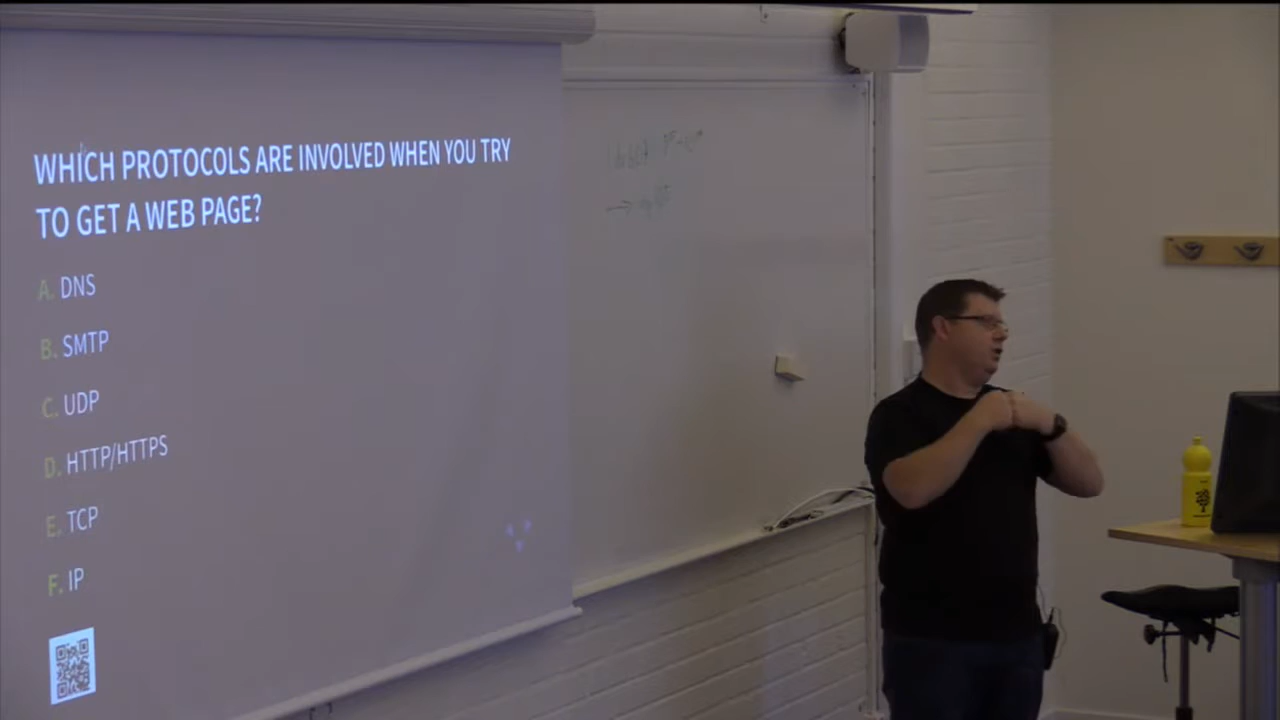 WHICH PROTOCOLS ARE INVOLVED WHEN YOU TRY
TO GET A WEB PAGE?
A. DNS
B. SMTP
C. UDP
D. HTTP/HTTPS
E. TCP
F. IP